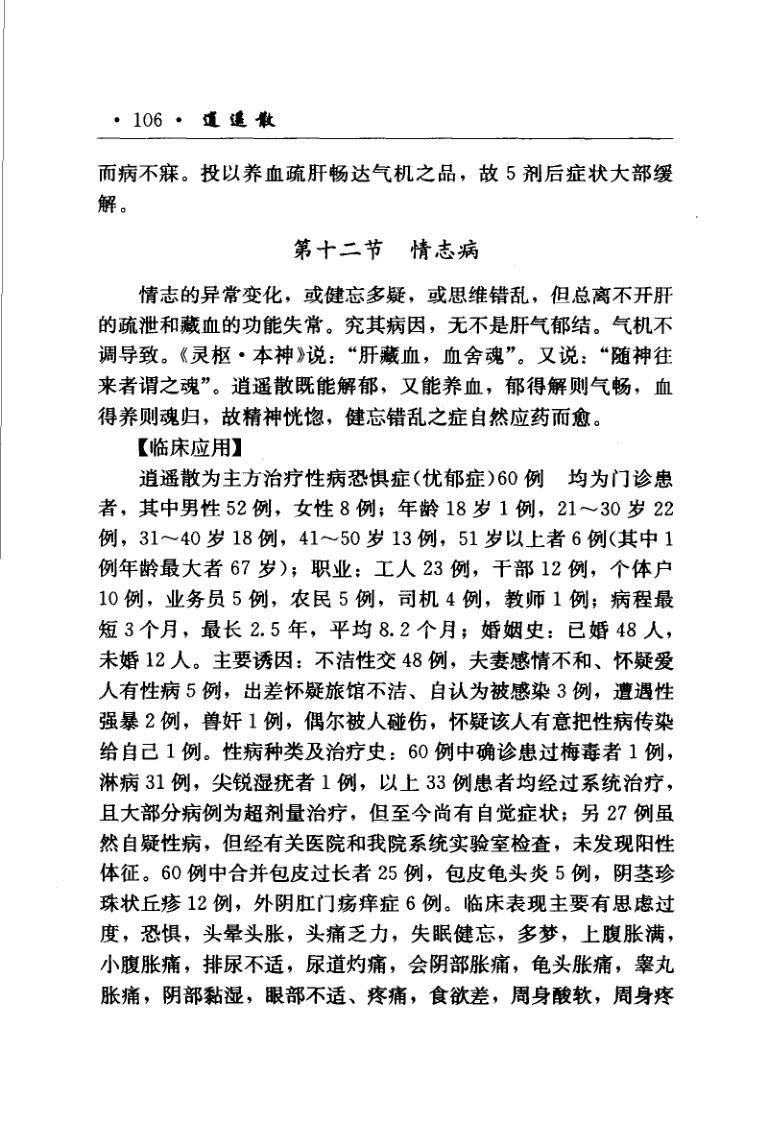 · 106 · 逍遥散
而病不寐。投以养血疏肝畅达气机之品，故 5 剂后症状大部缓
解。
第十二节　情志病
情志的异常变化，或健忘多疑，或思维错乱，但总离不开肝
的疏泄和藏血的功能失常。究其病因，无不是肝气郁结。气机不
调导致。《灵枢·本神》说：“肝藏血，血舍魂”。又说：“随神往
来者谓之魂”。逍遥散既能解郁，又能养血，郁得解则气畅，血
得养则魂归，故精神恍惚，健忘错乱之症自然应药而愈。
【临床应用】
逍遥散为主方治疗性病恐惧症(忧郁症)60 例　均为门诊患
者，其中男性 52 例，女性 8 例；年龄 18 岁 1 例，21～30 岁 22
例，31～40 岁 18 例，41～50 岁 13 例，51 岁以上者 6 例(其中 1
例年龄最大者 67 岁)；职业：工人 23 例，干部 12 例，个体户
10 例，业务员 5 例，农民 5 例，司机 4 例，教师 1 例；病程最
短 3 个月，最长 2.5 年，平均 8.2 个月；婚姻史：已婚 48 人，
未婚 12 人。主要诱因：不洁性交 48 例，夫妻感情不和、怀疑爱
人有性病 5 例，出差怀疑旅馆不洁、自认为被感染 3 例，遭遇性
强暴 2 例，兽奸 1 例，偶尔被人碰伤，怀疑该人有意把性病传染
给自己 1 例。性病种类及治疗史：60 例中确诊患过梅毒者 1 例，
淋病 31 例，尖锐湿疣者 1 例，以上 33 例患者均经过系统治疗，
且大部分病例为超剂量治疗，但至今尚有自觉症状；另 27 例虽
然自疑性病，但经有关医院和我院系统实验室检查，未发现阳性
体征。60 例中合并包皮过长者 25 例，包皮龟头炎 5 例，阴茎珍
珠状丘疹 12 例，外阴肛门疡痒症 6 例。临床表现主要有思虑过
度，恐惧，头晕头胀，头痛乏力，失眠健忘，多梦，上腹胀满，
小腹胀痛，排尿不适，尿道灼痛，会阴部胀痛，龟头胀痛，睾丸
胀痛，阴部黏湿，眼部不适、疼痛，食欲差，周身酸软，周身疼